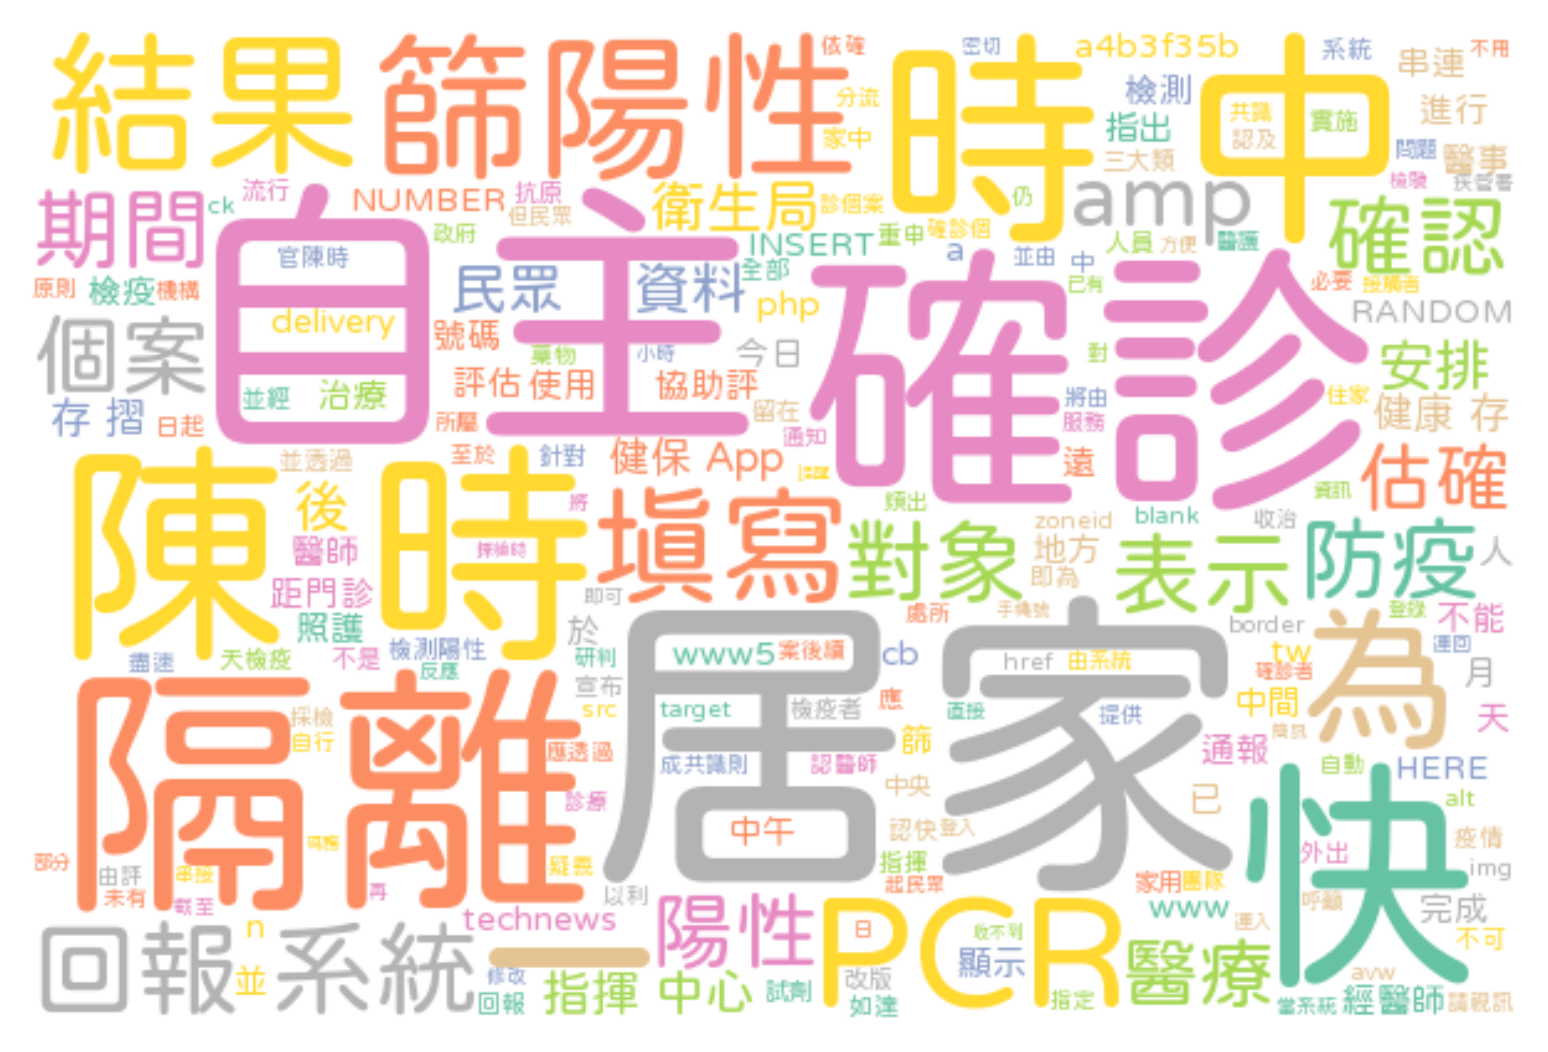 結果
篩陽性
依確
分流
家中
時中
密切
a4b3f35b
系統
串連
不用
檢測
共識
認及
實施
進行
指出
三大類
問題
醫事
檢驗
疾管署
期間
流行
ck
NUMBER
抗原
但民眾
衛生局
診個案
仍
amp
確認
政府
INSERT
重申
確診個
a
並由
中
人員
方便
醫護
自主
官陳時
民眾
資料
全部
確診
已有
必要
接觸者
原則
檢疫
機構
delivery
php
RANDOM
個案
號碼
藥物
小時
今日
對
安排
並經
治療
評估
使用
協助評
將由
住家
存摺
日起
所屬
留在
服務
健康 存
通知
陳時
並透過
至於
針對
健保 App
遠
估確
後
將
填寫
頻出
資訊
醫師
採檢時
對象
zoneid
blank
收治
地方
表示
防疫
人
距門診
即可
即為
照護
於
居家
處所
手機號
登錄
不能
盡速
天檢疫
不是
檢測陽性
反應
研判
www5
案後續
cb
href
由系統
border
tw
確診者
為
連回
月
隔離
宣布
src
target
檢疫者
應
直接
提供
中間
簡訊
天
採檢
自行
應透過
成共識則
認醫師
篩
通報
自動
HERE
診療
中央
已
快
alt
中午
認快
登入
疫情
部分
由評
串接
疑義
指揮
外出
img
未有
截至
再
以利
起民眾
家用
團隊
呼籲
完成
回報
n
並
系統
technews
一
陽性
日
PCR
收不到
www
連入
不可
修改
回報
指揮
中心
試劑
改版
如達
顯示
指定
醫療
avw
當系統
經醫師
請視訊